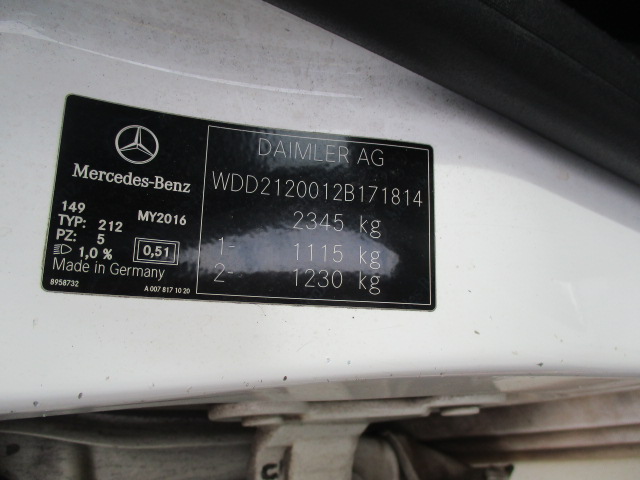 Mercedes-Benz
149
TYP: 212 MY2016
PZ: 5
1,0 % 0,51
Made in Germany
8958732 A 007 817 10 20
DAIMLER AG
WDD2120012B171814
2345 kg
1- 1115 kg
2- 1230 kg